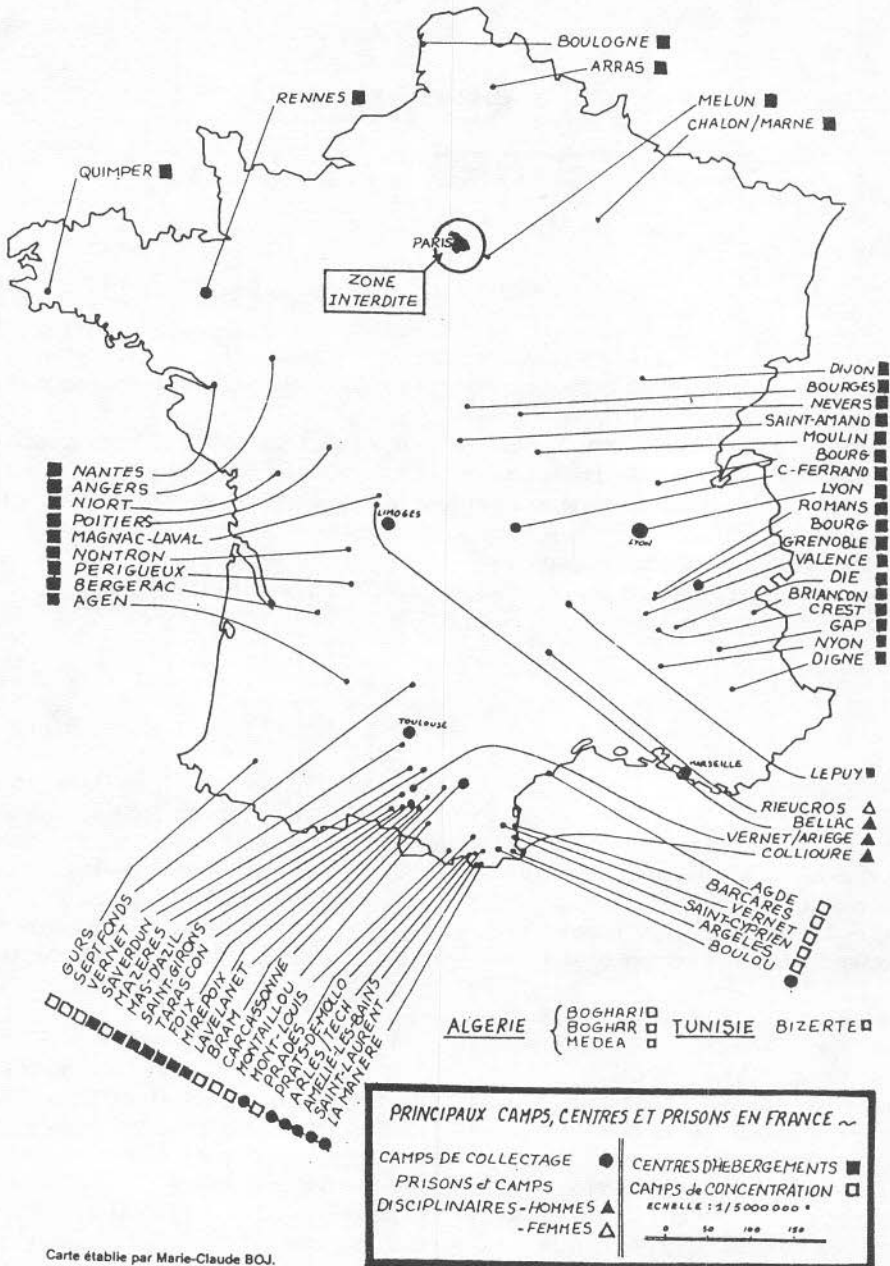 BOULOGNE
ARRAS
RENNES
MELUN
CHALON/MARNE
QUIMPER
PARIS
ZONE
INTERDITE
DIJON
BOURGES
NEVERS
SAINT-AMAND
MOULIN
BOURG
C-FERRAND
LYON
ROMANS
BOURG
GRENOBLE
VALENCE
DIE
BRIANCON
CREST
GAP
NYON
DIGNE
NANTES
ANGERS
NIORT
POITIERS
MAGNAC-LAVAL
NONTRON
PERIGUEUX
BERGERAC
AGEN
LIMOGES
LYON
TOULOUSE
MARSEILLE
LEPUY
RIEUCROS
BELLAC
VERNET/ARIEGE
COLLIOURE
AGDE
BARCARES
VERNET
SAINT-CYPRIEN
ARGELES
BOULOU
GURS
SEPTFONDS
VERNET
SAVERDUN
MAZERES
MAS-DAZIL
SAINT-GIRONS
TARASCON
FOIX
MIREPOIX
LAVELANET
BRAM
CARCASSONNE
MONTAILLOU
MONT-LOUIS
PRADES
PRATS-DE-MOLLO
ARLES/TECH
AMELIE-LES-BAINS
SAINT-LAURENT
LA MANERE
ALGERIE
BOGHARI
BOGHAR
MEDEA
TUNISIE BIZERTE
PRINCIPAUX CAMPS, CENTRES ET PRISONS EN FRANCE ~
CAMPS DE COLLECTAGE
PRISONS et CAMPS
DISCIPLINAIRES-HOMMES
-FEMMES
CENTRES D'HEBERGEMENTS
CAMPS de CONCENTRATION
ECHELLE : 1/5000000°
0 50 100 150
Carte établie par Marie-Claude BOJ.